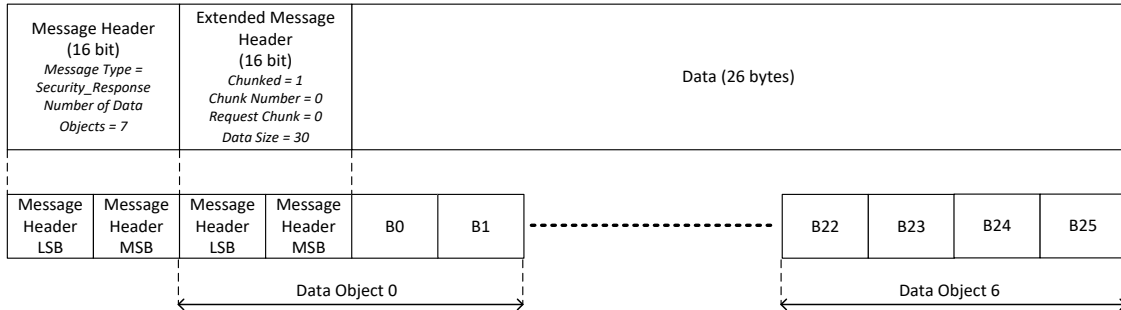 Message Header
(16 bit)
Message Type =
Security_Response
Number of Data
Objects = 7
Extended Message
Header
(16 bit)
Chunked = 1
Chunk Number = 0
Request Chunk = 0
Data Size = 30
Data (26 bytes)
Message
Header
LSB
Message
Header
MSB
Message
Header
LSB
Message
Header
MSB
B0
B1
B22
B23
B24
B25
Data Object 0
Data Object 6